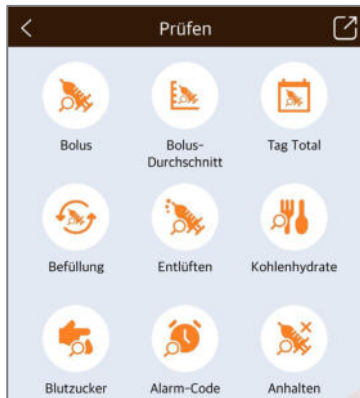 Prüfen
Bolus
Bolus-
Durchschnitt
Tag Total
Befüllung
Entlüften
Kohlenhydrate
Blutzucker
Alarm-Code
Anhalten